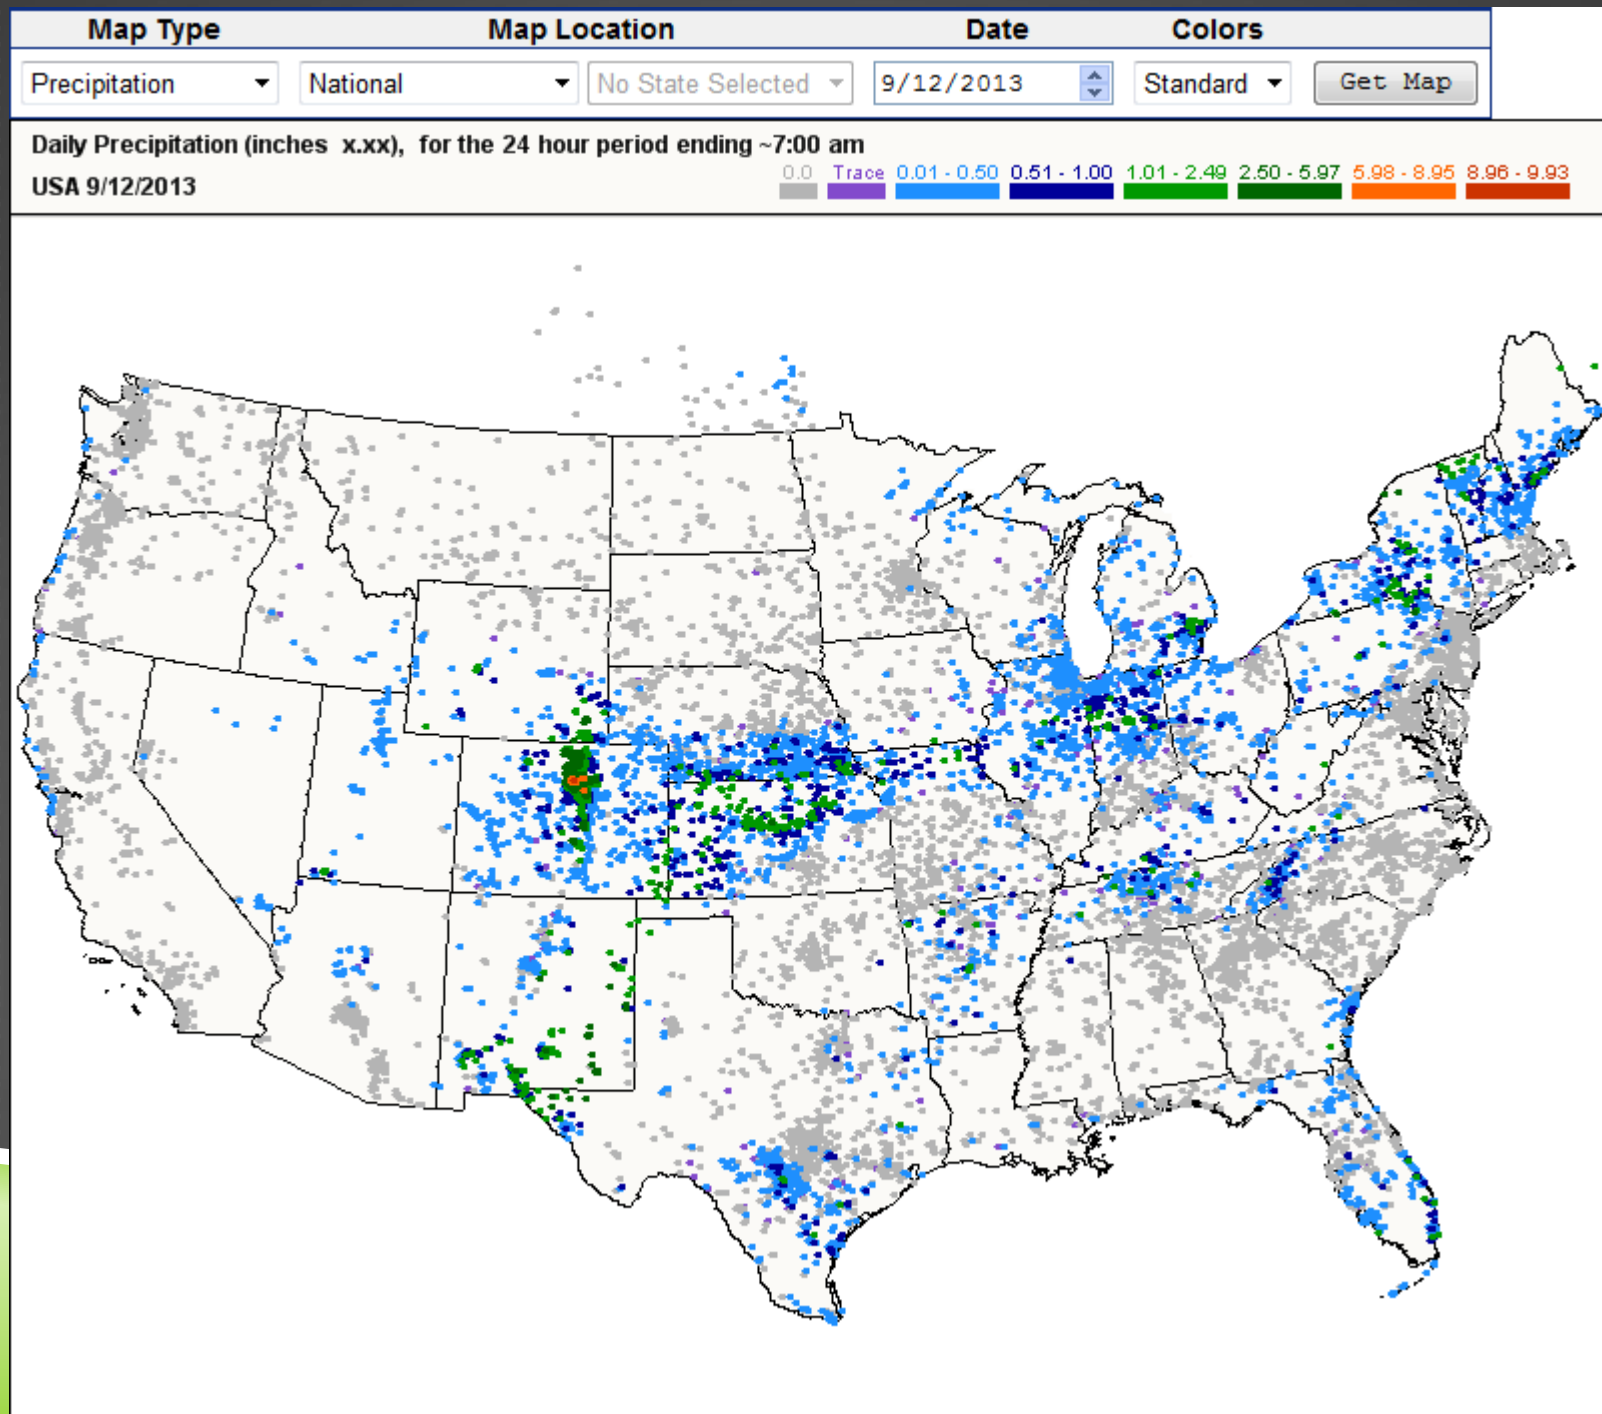 Map Type Map Location Date Colors
Precipitation National No State Selected 9/12/2013 Standard Get Map
Daily Precipitation (inches x.xx), for the 24 hour period ending ~7:00 am
USA 9/12/2013
0.0 Trace 0.01 - 0.50 0.51 - 1.00 1.01 - 2.49 2.50 - 5.97 5.98 - 8.95 8.96 - 9.93